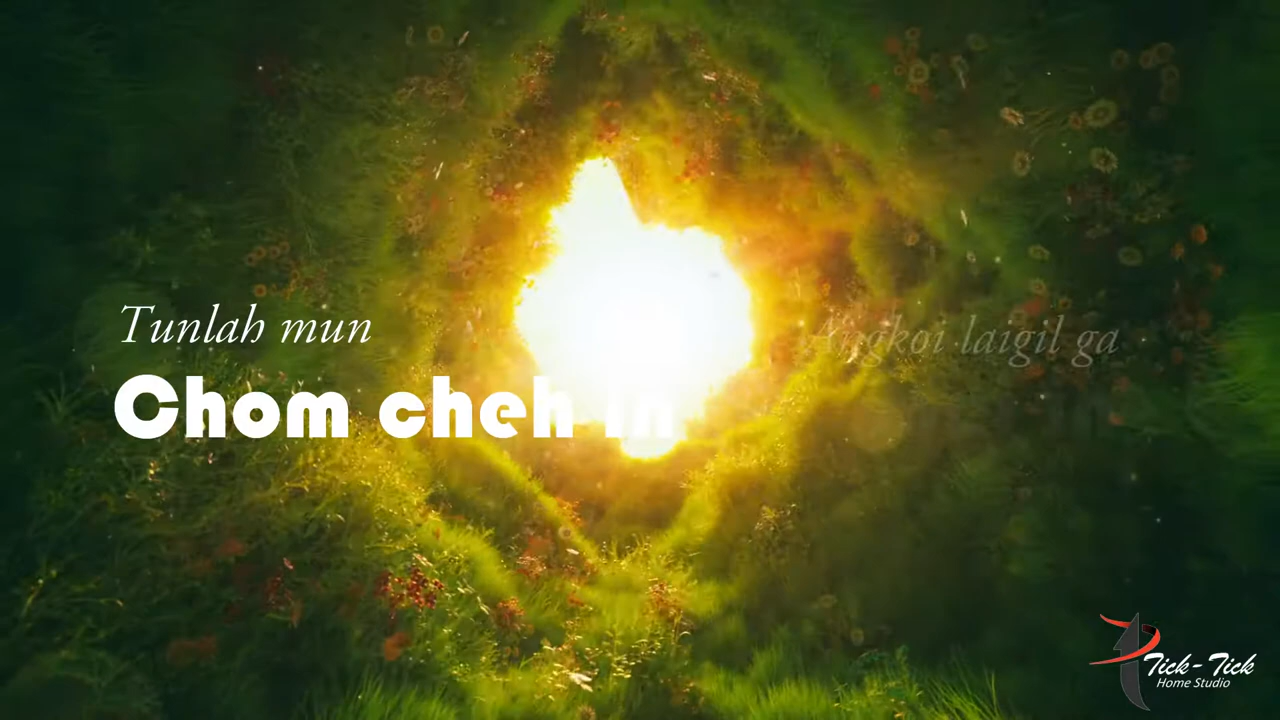 Tunlah mun
Chom cheh in
Angkoi laigil ga
Tick-Tick
Home Studio